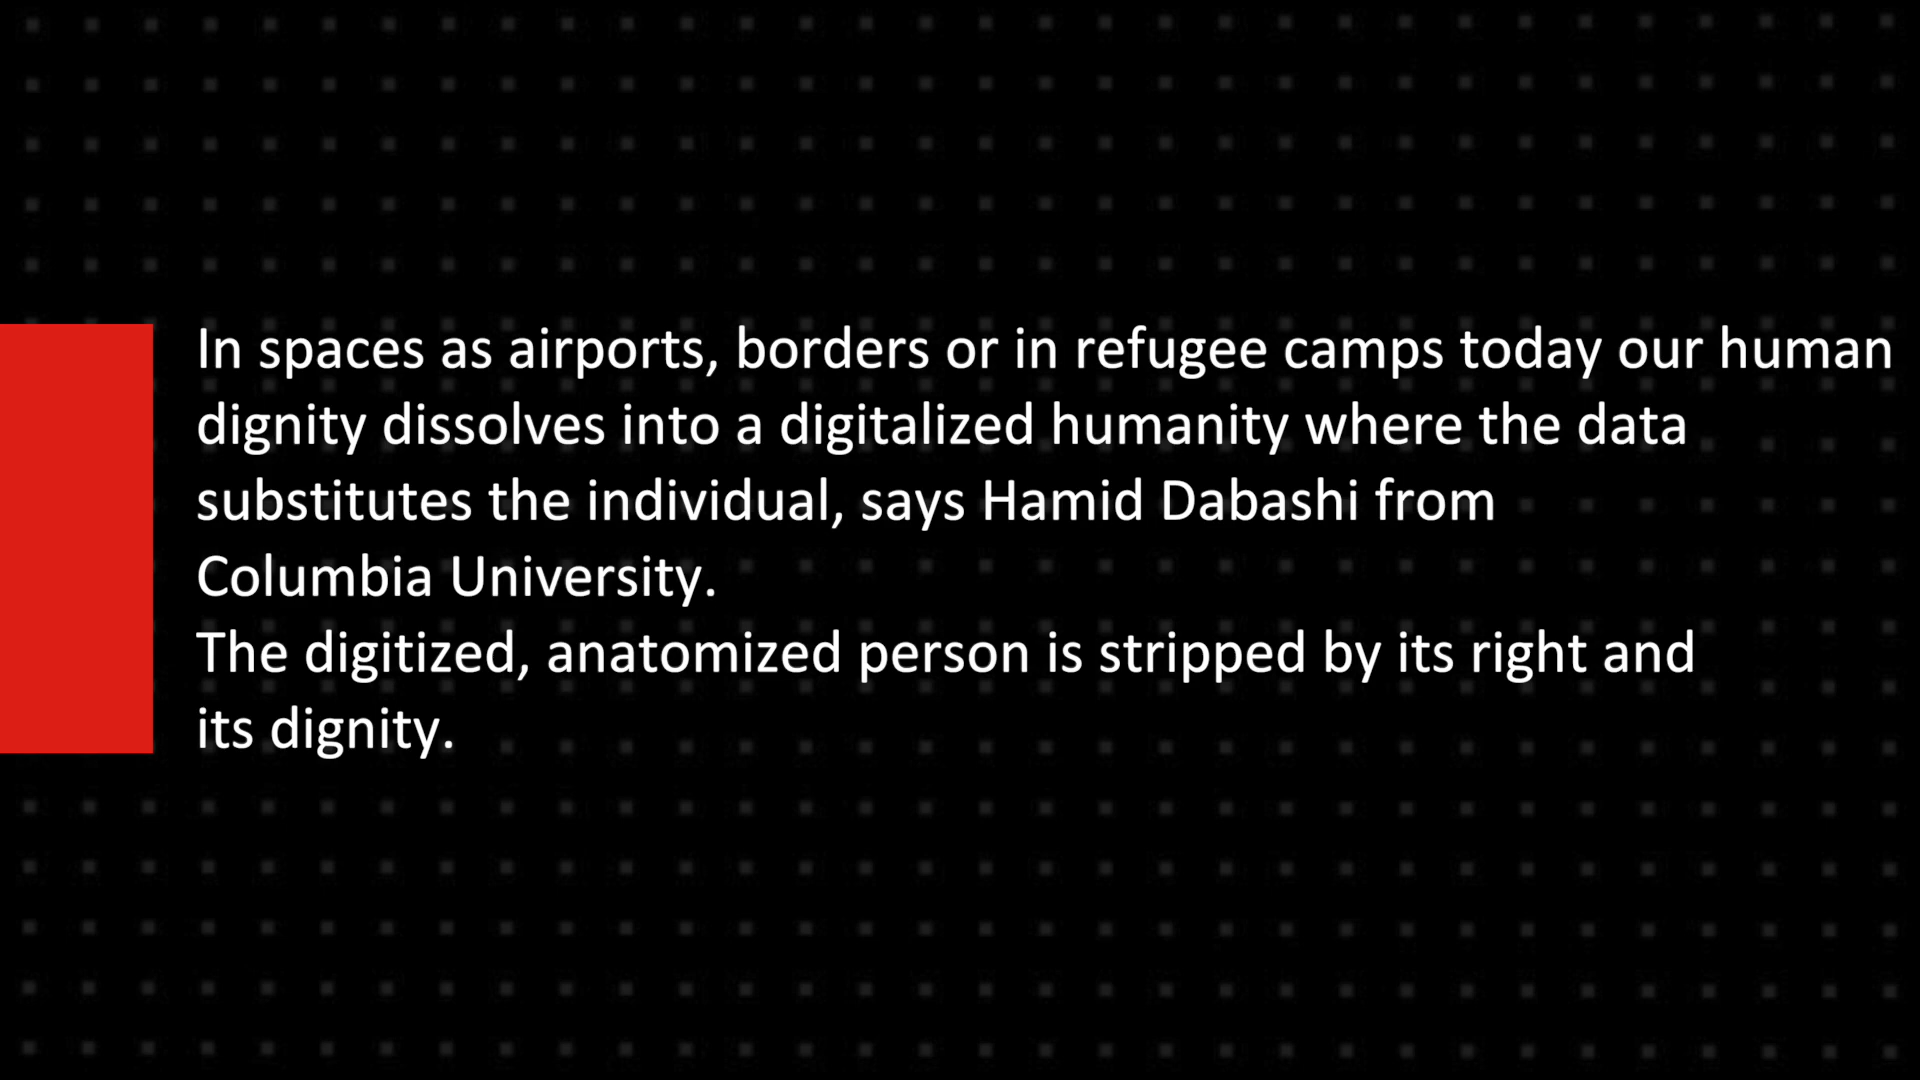 In spaces as airports, borders or in refugee camps today our human
dignity dissolves into a digitalized humanity where the data
substitutes the individual, says Hamid Dabashi from
Columbia University.
The digitized, anatomized person is stripped by its right and
its dignity.